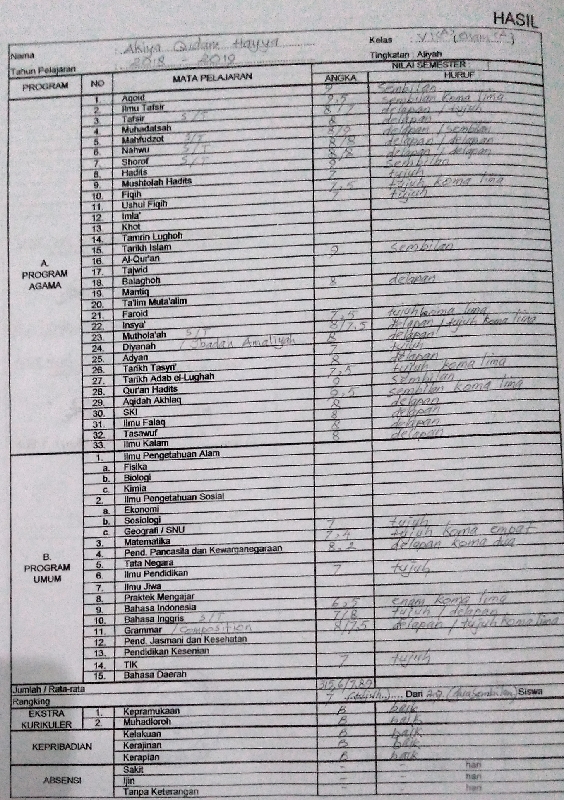 HASIL
Nama : Akhya Qudam Hayya Kelas :
Tahun Pelajaran : 2018 - 2019 Tingkatan : Aliyah
PROGRAM NO MATA PELAJARAN NILAI SEMESTER
ANGKA HURUF
A. PROGRAM AGAMA
1. Aqoid 9 sembilan
2. Ilmu Tafsir 9,5 sembilan koma lima
3. Tafsir S/T 8/7 delapan / tujuh
4. Muhadatsah 8 delapan
5. Mahfudzot S/T 8/9 delapan / sembilan
6. Nahwu S/T 8/8 delapan / delapan
7. Shorof S/T 8/8 delapan / delapan
8. Hadits 9 sembilan
9. Mushtolah Hadits 7 tujuh
10. Fiqih 7,5 tujuh koma lima
11. Ushul Fiqih 7 tujuh
12. Imla'
13. Khot
14. Tamrin Lughoh
15. Tarikh Islam 9 sembilan
16. Al-Qur'an
17. Tajwid
18. Balaghoh 8 delapan
19. Mantiq
20. Ta'lim Muta'alim
21. Faroid 7,5 tujuh koma lima
22. Insya' 8/7,5 delapan / tujuh koma lima
23. Muthola'ah S/T 8 delapan
24. Diyanah / Ibadah Amaliyah 7 tujuh
25. Adyan 8 delapan
26. Tarikh Tasyri' 7,5 tujuh koma lima
27. Tarikh Adab el-Lughah 9 sembilan
28. Qur'an Hadits 9,5 sembilan koma lima
29. Aqidah Akhlaq 8 delapan
30. SKI 8 delapan
31. Ilmu Falaq 8 delapan
32. Tasawuf 8 delapan
33. Ilmu Kalam
B. PROGRAM UMUM
1. Ilmu Pengetahuan Alam
a. Fisika
b. Biologi
c. Kimia
2. Ilmu Pengetahuan Sosial
a. Ekonomi
b. Sosiologi
c. Geografi / SNU 7 tujuh
3. Matematika 7,4 tujuh koma empat
4. Pend. Pancasila dan Kewarganegaraan 8,2 delapan koma dua
5. Tata Negara
6. Ilmu Pendidikan 7 tujuh
7. Ilmu Jiwa
8. Praktek Mengajar
9. Bahasa Indonesia 6,5 enam koma lima
10. Bahasa Inggris S/T 7/8 tujuh / delapan
11. Grammar / Composition 8/7,5 delapan / tujuh koma lima
12. Pend. Jasmani dan Kesehatan
13. Pendidikan Kesenian
14. TIK 7 tujuh
15. Bahasa Daerah
Jumlah / Rata-rata
Rangking 7 (tujuh) Dari Siswa
EKSTRA KURIKULER 1. Kepramukaan B baik
2. Muhadloroh B baik
KEPRIBADIAN Kelakuan B baik
Kerajinan B baik
Kerapian B baik
ABSENSI Sakit - hari
Ijin - hari
Tanpa Keterangan - hari